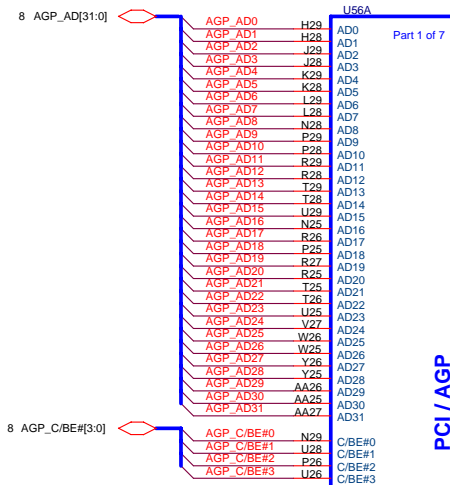 U56A
8 AGP_AD[31:0]
Part 1 of 7
AGP_AD0 H29 AD0
AGP_AD1 H28 AD1
AGP_AD2 J29 AD2
AGP_AD3 J28 AD3
AGP_AD4 K29 AD4
AGP_AD5 K28 AD5
AGP_AD6 L29 AD6
AGP_AD7 L28 AD7
AGP_AD8 N28 AD8
AGP_AD9 P29 AD9
AGP_AD10 P28 AD10
AGP_AD11 R29 AD11
AGP_AD12 R28 AD12
AGP_AD13 T29 AD13
AGP_AD14 T28 AD14
AGP_AD15 U29 AD15
AGP_AD16 N25 AD16
AGP_AD17 R26 AD17
AGP_AD18 P25 AD18
AGP_AD19 R27 AD19
AGP_AD20 R25 AD20
AGP_AD21 T25 AD21
AGP_AD22 T26 AD22
AGP_AD23 U25 AD23
AGP_AD24 V27 AD24
AGP_AD25 W26 AD25
AGP_AD26 W25 AD26
AGP_AD27 Y26 AD27
AGP_AD28 Y25 AD28
AGP_AD29 AA26 AD29
AGP_AD30 AA25 AD30
AGP_AD31 AA27 AD31
8 AGP_C/BE#[3:0]
AGP_C/BE#0 N29 C/BE#0
AGP_C/BE#1 U28 C/BE#1
AGP_C/BE#2 P26 C/BE#2
AGP_C/BE#3 U26 C/BE#3
PCI / AGP